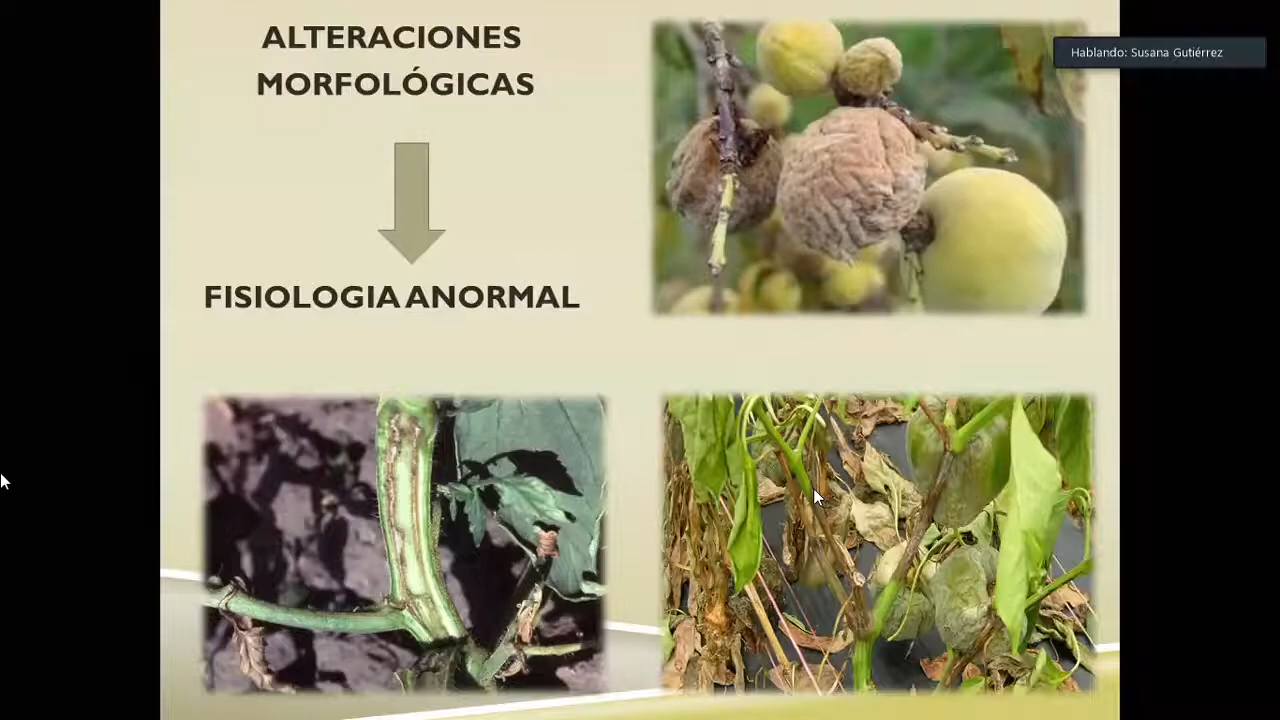 ALTERACIONES
MORFOLÓGICAS
FISIOLOGIA ANORMAL
Hablando: Susana Gutiérrez